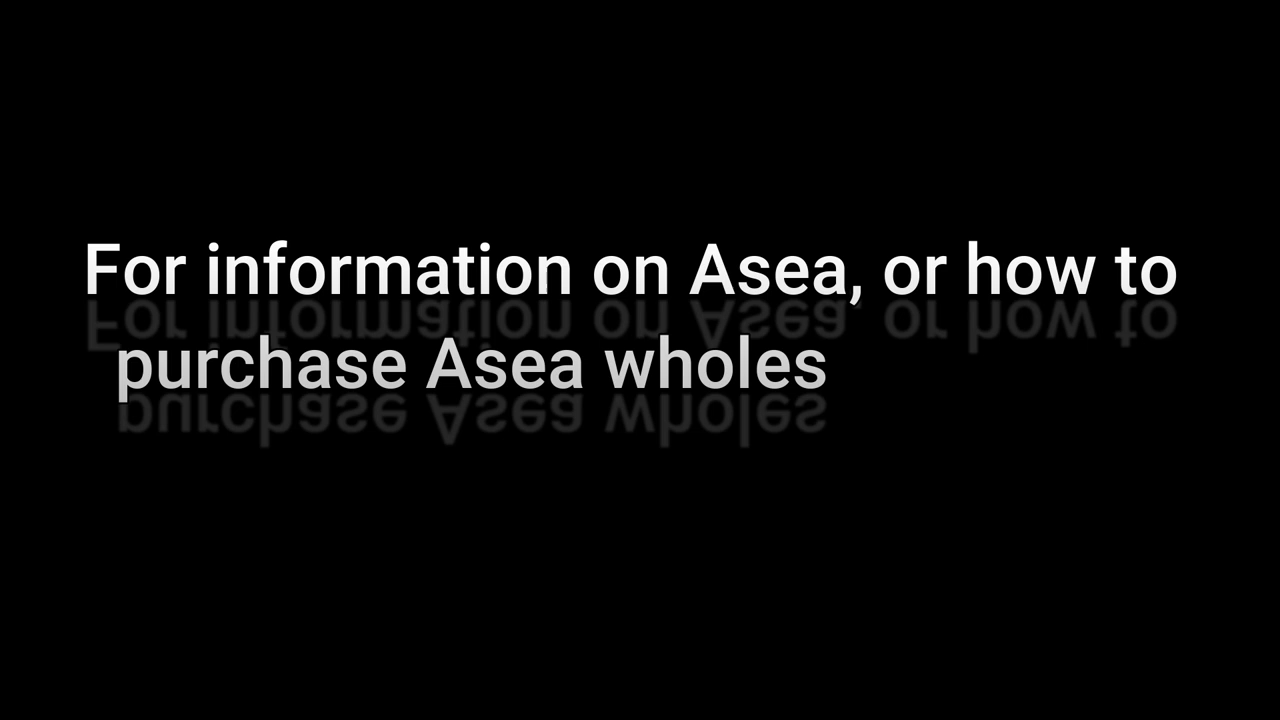 For information on Asea, or how to
purchase Asea wholes